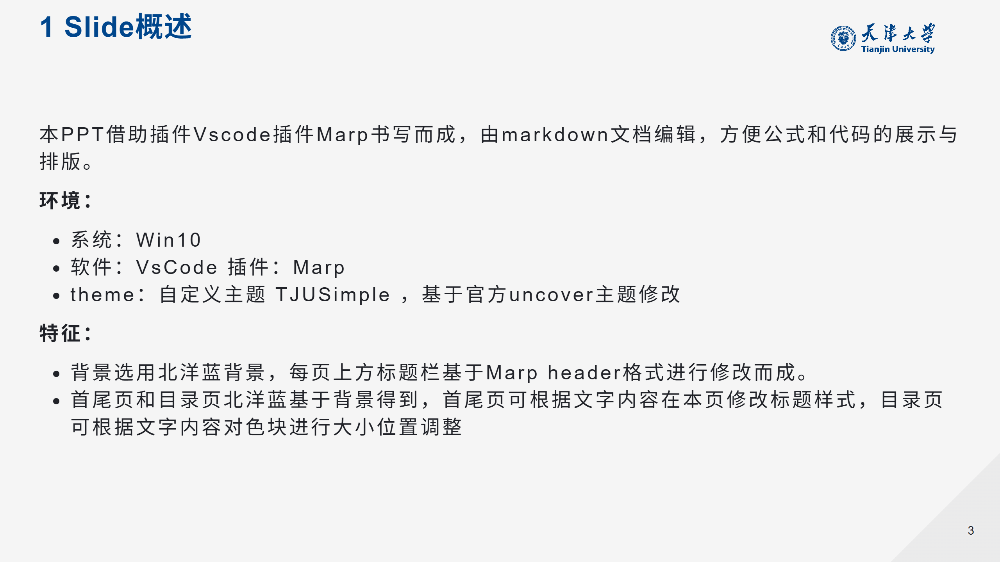 1 Slide概述
天津大学
Tianjin University
本PPT借助插件Vscode插件Marp书写而成，由markdown文档编辑，方便公式和代码的展示与
排版。
环境：
• 系统：Win10
• 软件：VsCode 插件：Marp
• theme：自定义主题 TJUSimple ，基于官方uncover主题修改
特征：
• 背景选用北洋蓝背景，每页上方标题栏基于Marp header格式进行修改而成。
• 首尾页和目录页北洋蓝基于背景得到，首尾页可根据文字内容在本页修改标题样式，目录页
可根据文字内容对色块进行大小位置调整
3